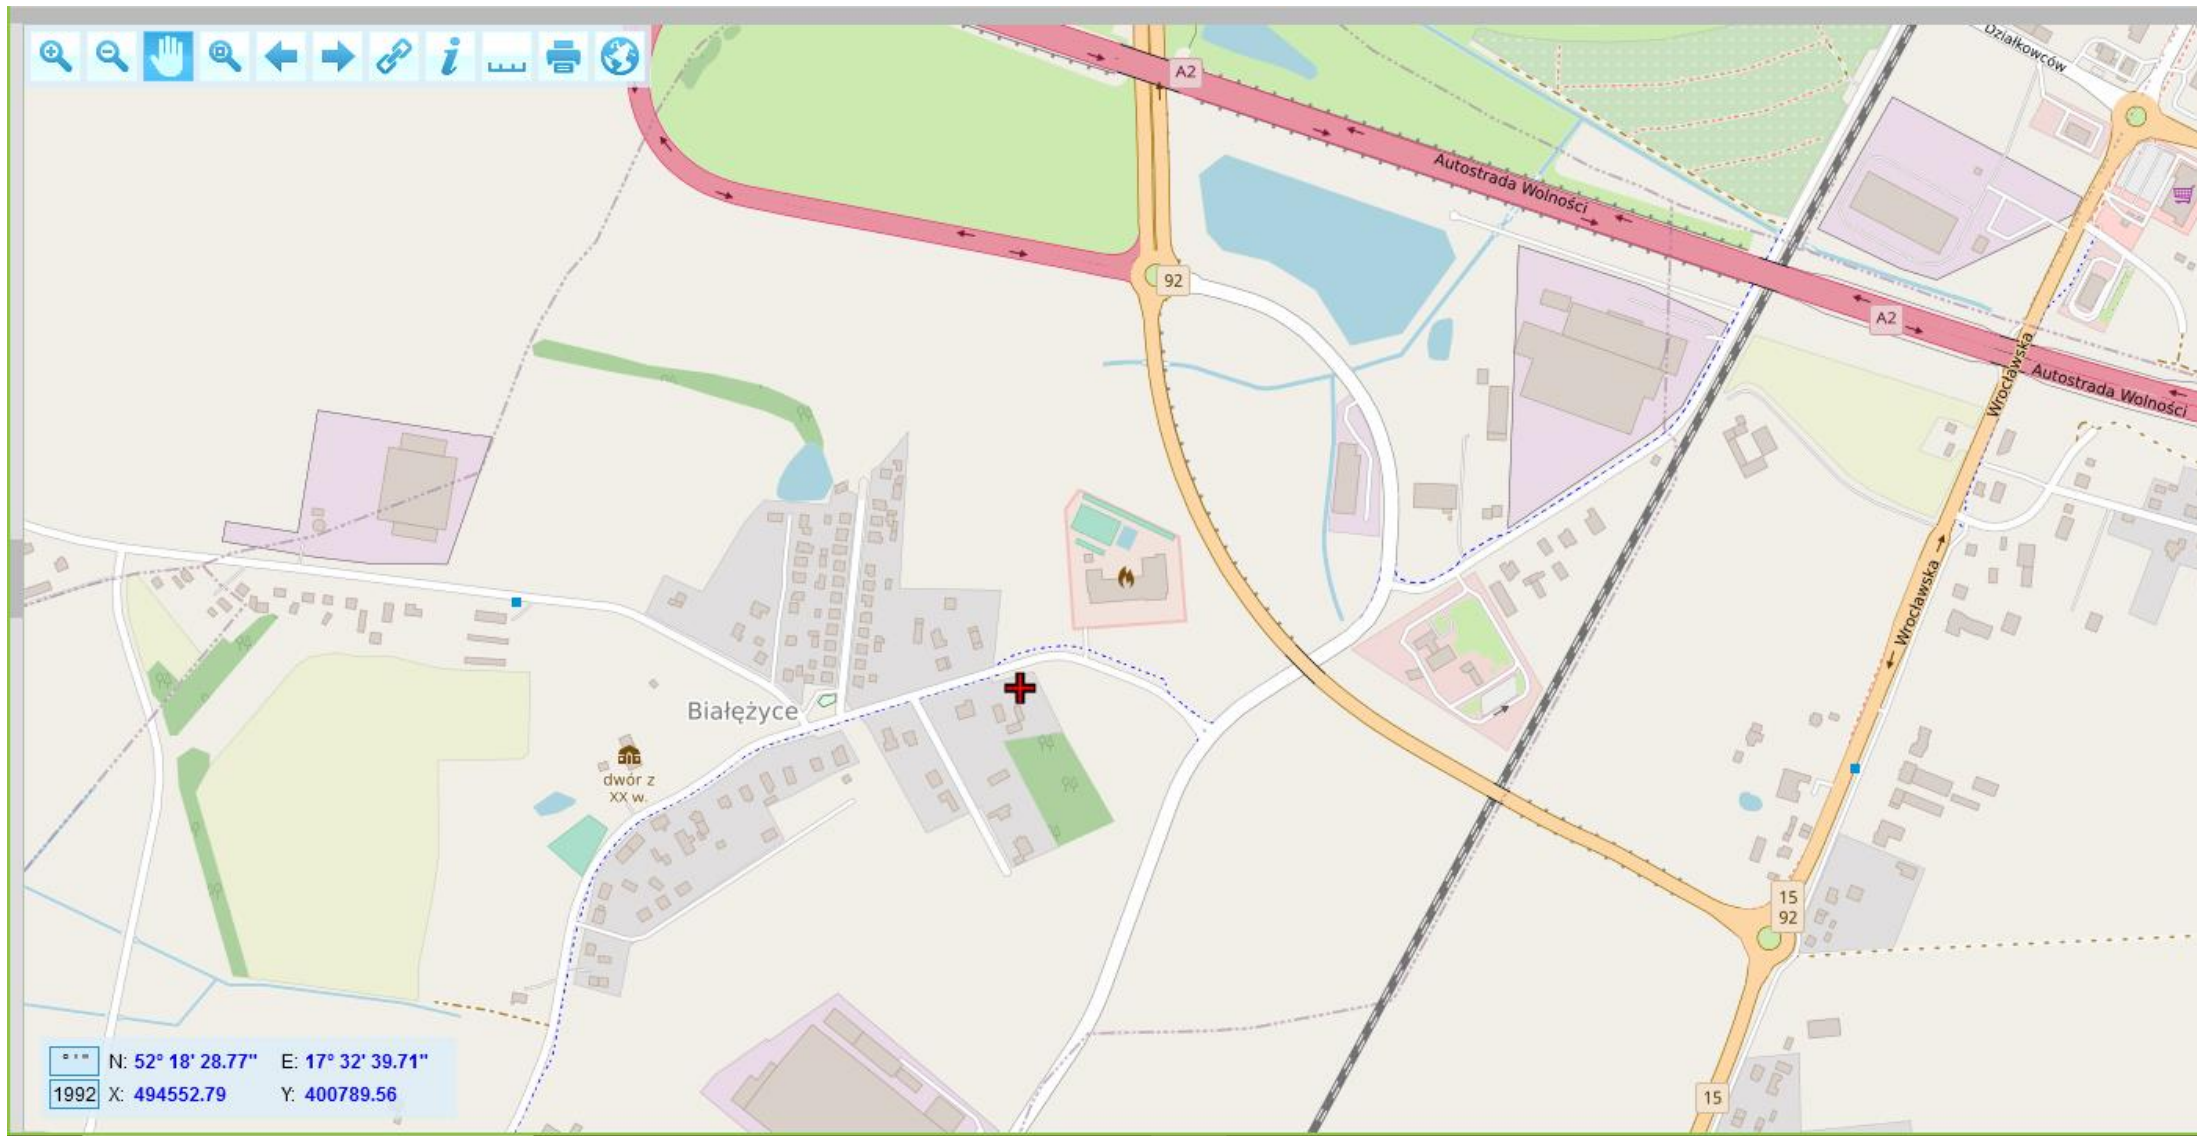 Działkowców
A2
Autostrada Wolności
92
A2
Wrocławska
Autostrada Wolności
Wrocławska
Białężyce
dwór z
XX w.
15
92
° ' "
N: 52° 18' 28.77" E: 17° 32' 39.71"
1992 X: 494552.79 Y: 400789.56
15